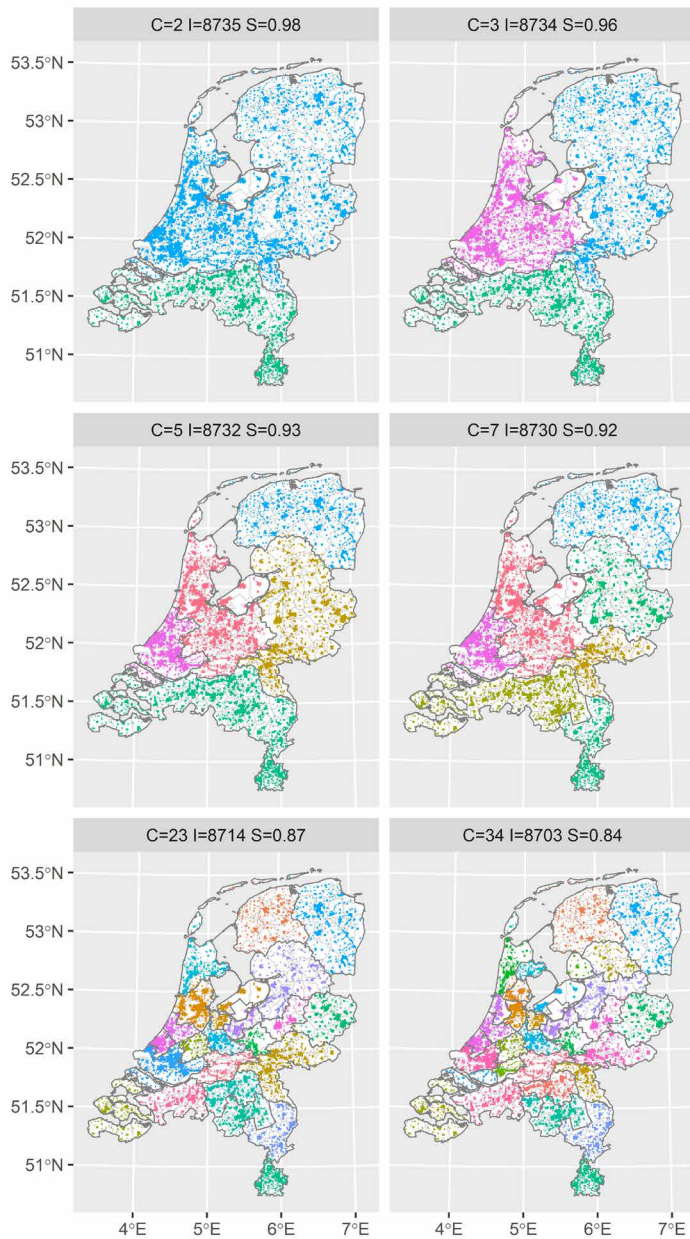 C=2 I=8735 S=0.98
C=3 I=8734 S=0.96
53.5°N
53°N
52.5°N
52°N
51.5°N
51°N
C=5 I=8732 S=0.93
C=7 I=8730 S=0.92
53.5°N
53°N
52.5°N
52°N
51.5°N
51°N
C=23 I=8714 S=0.87
C=34 I=8703 S=0.84
53.5°N
53°N
52.5°N
52°N
51.5°N
51°N
4°E 5°E 6°E 7°E 4°E 5°E 6°E 7°E